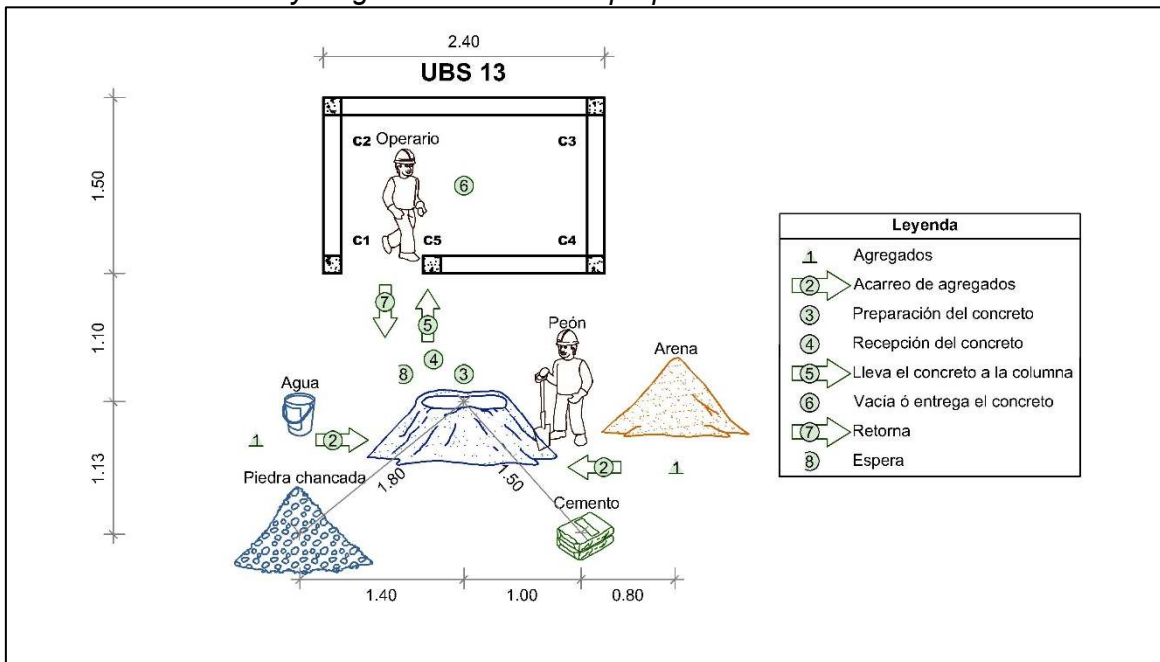 2.40
UBS 13
C2 Operario C3
6
1.50
C1 C5 C4
7
5
1.10
Peón
4
Arena
8 3
Agua
1 2
2 1
1.13
Piedra chancada
1.80
1.50
Cemento
1.40 1.00 0.80
Leyenda
1 Agregados
2 Acarreo de agregados
3 Preparación del concreto
4 Recepción del concreto
5 Lleva el concreto a la columna
6 Vacía ó entrega el concreto
7 Retorna
8 Espera